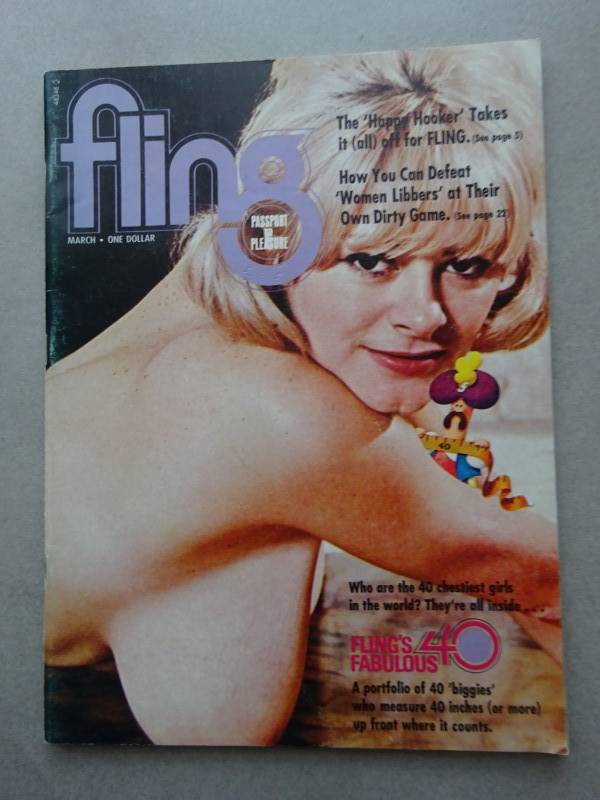 fling
PASSPORT
TO
PLEASURE
MARCH • ONE DOLLAR
The 'Happy Hooker' Takes
it (all) off for FLING. (See page 5)
How You Can Defeat
'Women Libbers' at Their
Own Dirty Game. (See page 22)
40
Who are the 40 chestiest girls
in the world? They're all inside . . .
FLING'S
FABULOUS 40
A portfolio of 40 'biggies'
who measure 40 inches (or more)
up front where it counts.